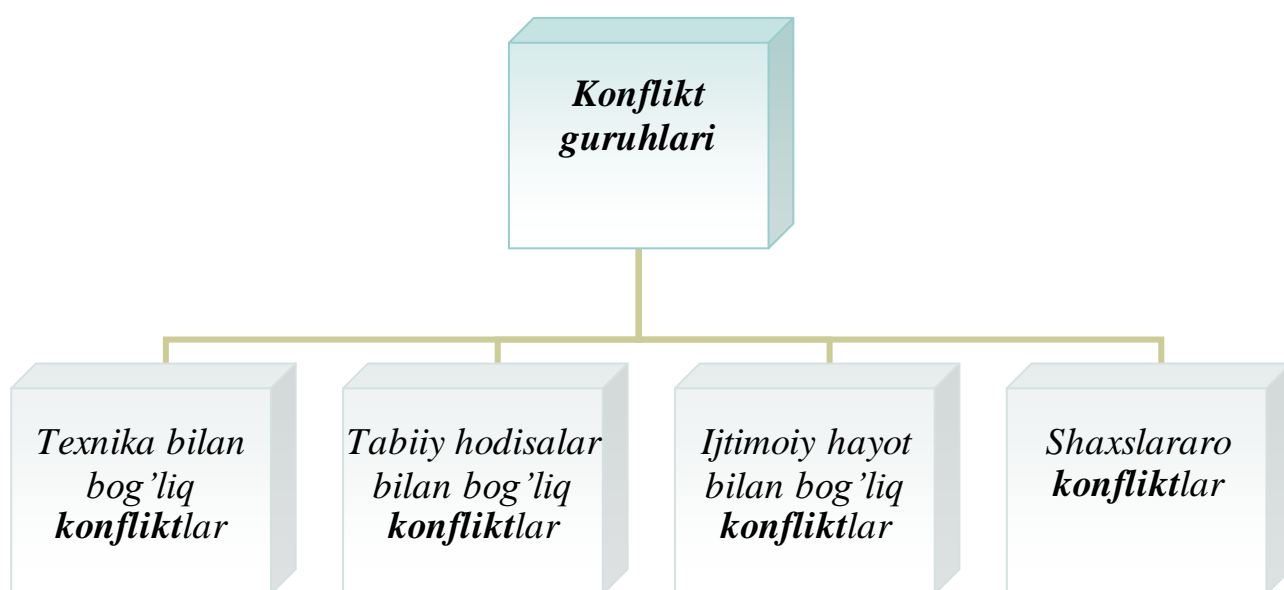 Konflikt
guruhlari
Texnika bilan
bog’liq
konfliktlar
Tabiiy hodisalar
bilan bog’liq
konfliktlar
Ijtimoiy hayot
bilan bog’liq
konfliktlar
Shaxslararo
konfliktlar